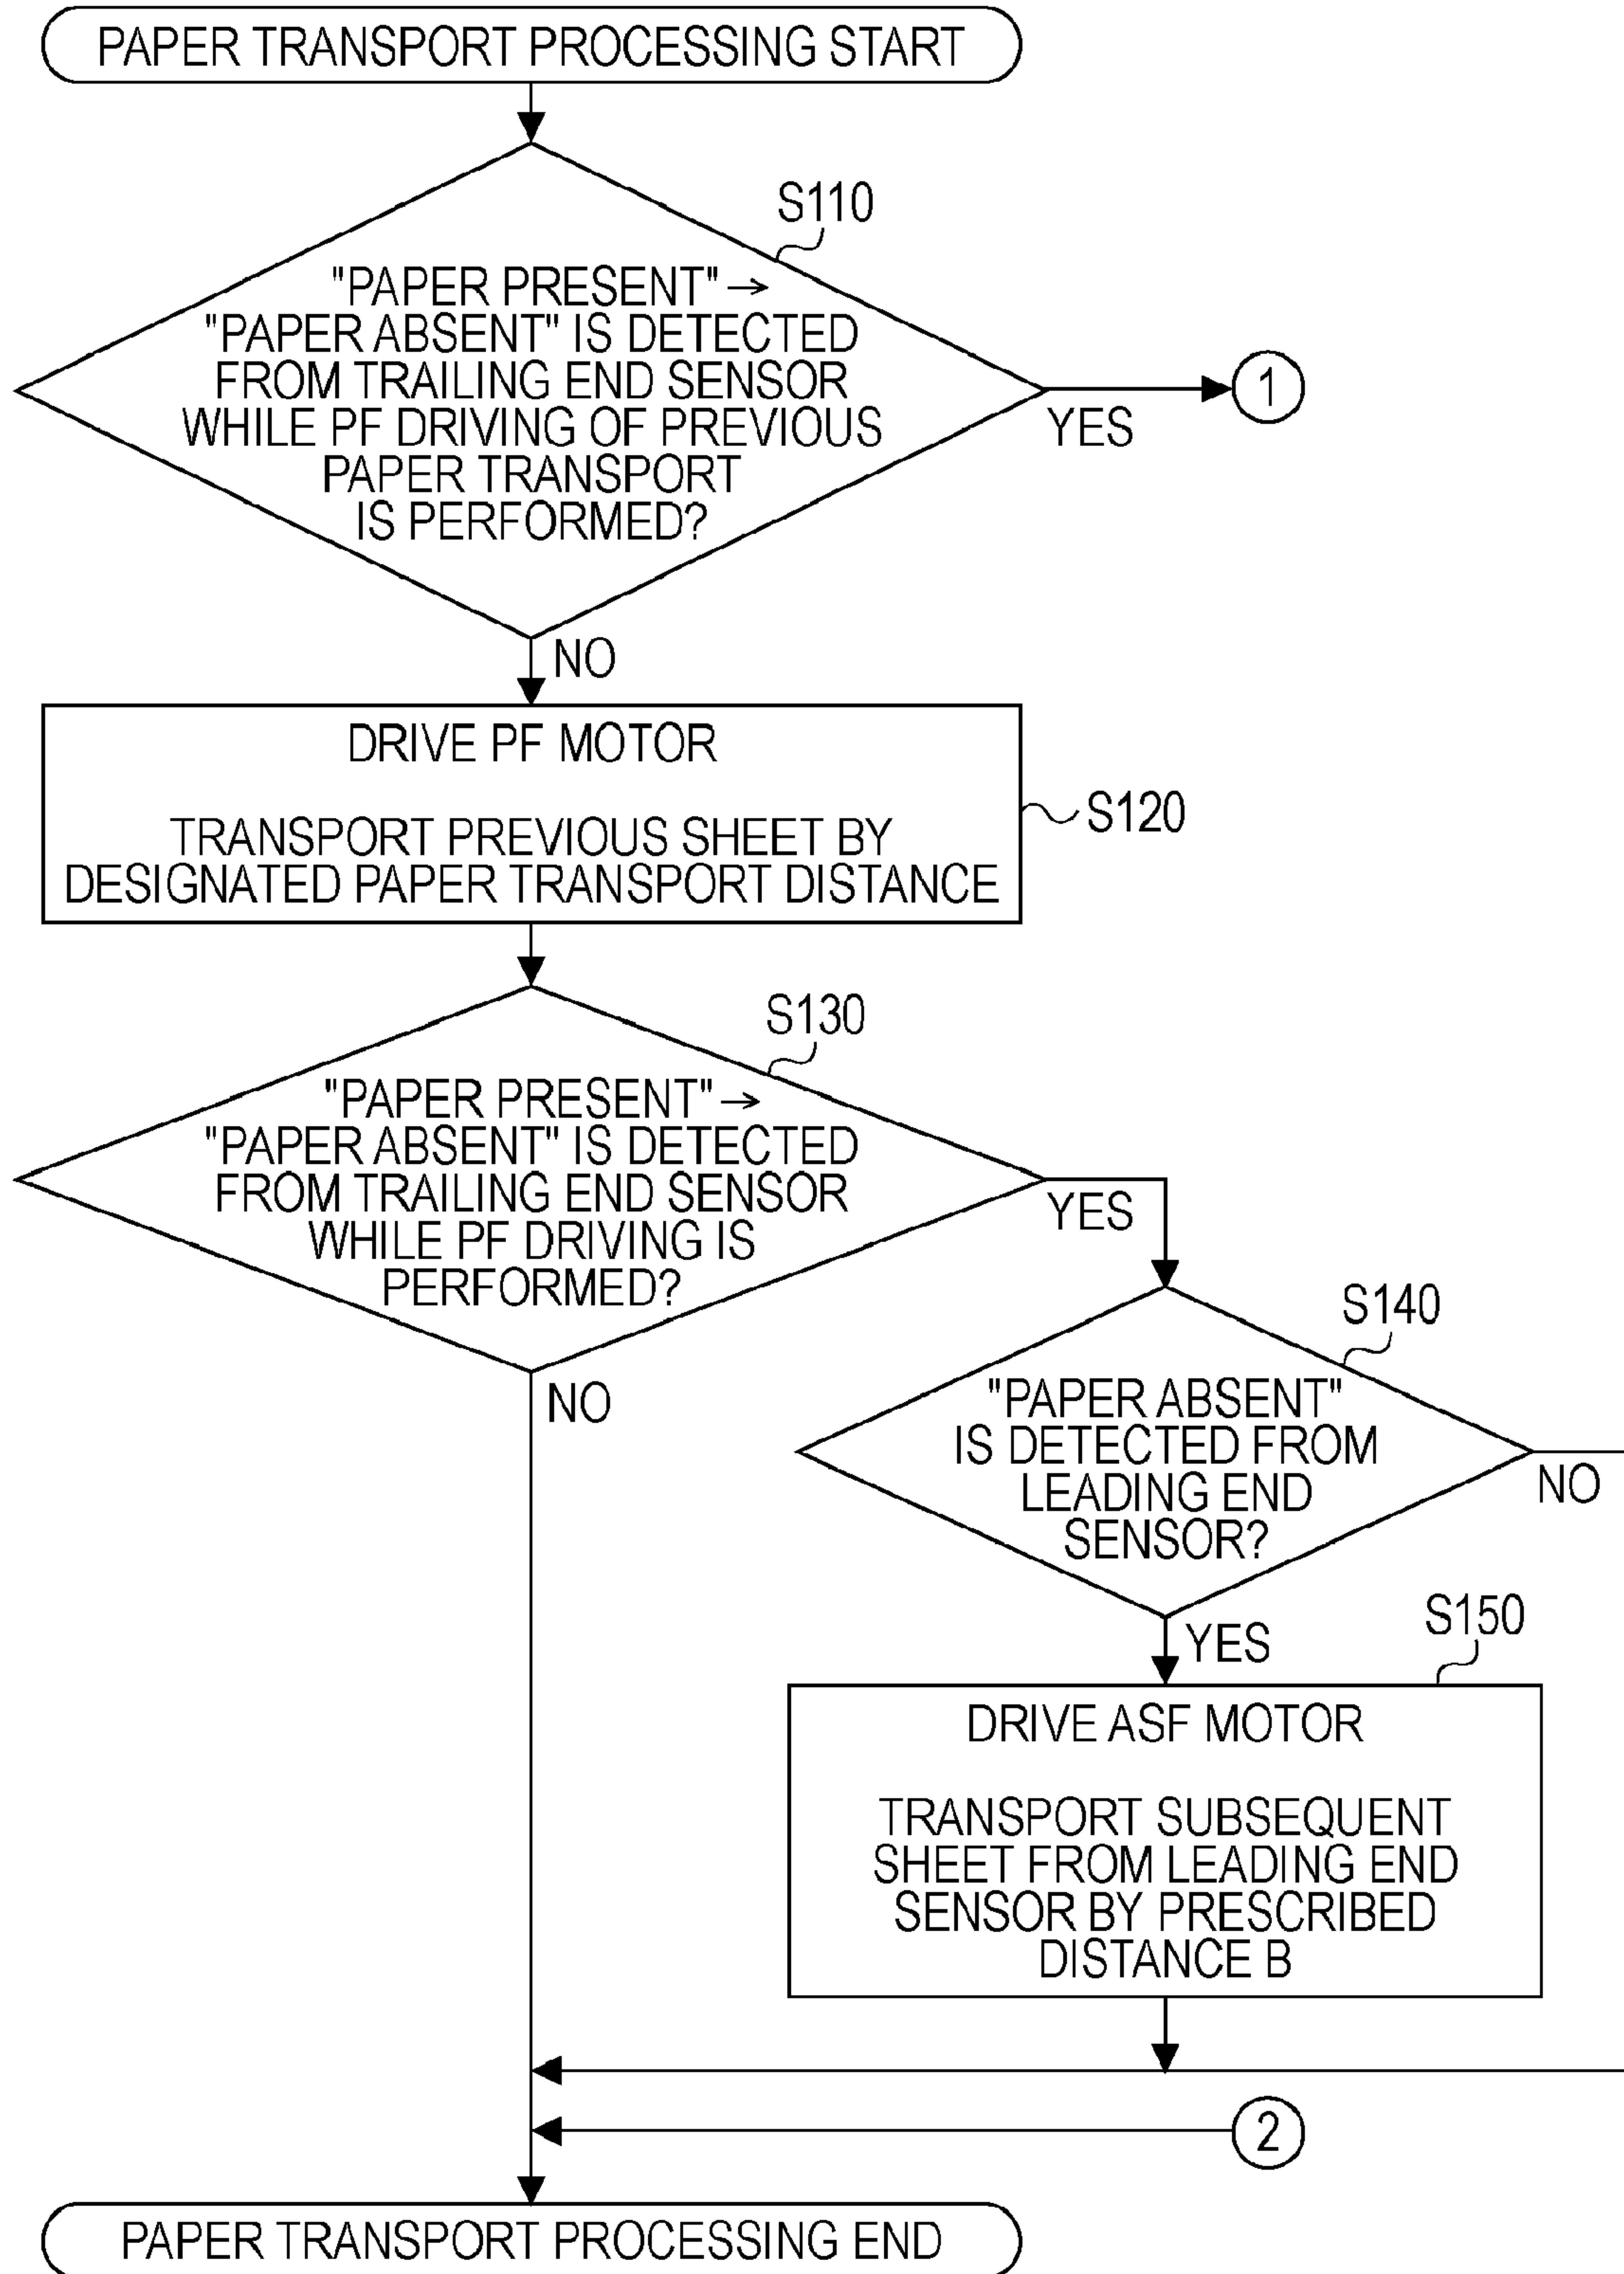 PAPER TRANSPORT PROCESSING START
S110
"PAPER PRESENT"→
"PAPER ABSENT" IS DETECTED
FROM TRAILING END SENSOR
WHILE PF DRIVING OF PREVIOUS
PAPER TRANSPORT
IS PERFORMED?
YES
1
NO
DRIVE PF MOTOR
TRANSPORT PREVIOUS SHEET BY
DESIGNATED PAPER TRANSPORT DISTANCE
S120
S130
"PAPER PRESENT"→
"PAPER ABSENT" IS DETECTED
FROM TRAILING END SENSOR
WHILE PF DRIVING IS
PERFORMED?
YES
NO
S140
"PAPER ABSENT"
IS DETECTED FROM
LEADING END
SENSOR?
NO
YES
S150
DRIVE ASF MOTOR
TRANSPORT SUBSEQUENT
SHEET FROM LEADING END
SENSOR BY PRESCRIBED
DISTANCE B
2
PAPER TRANSPORT PROCESSING END